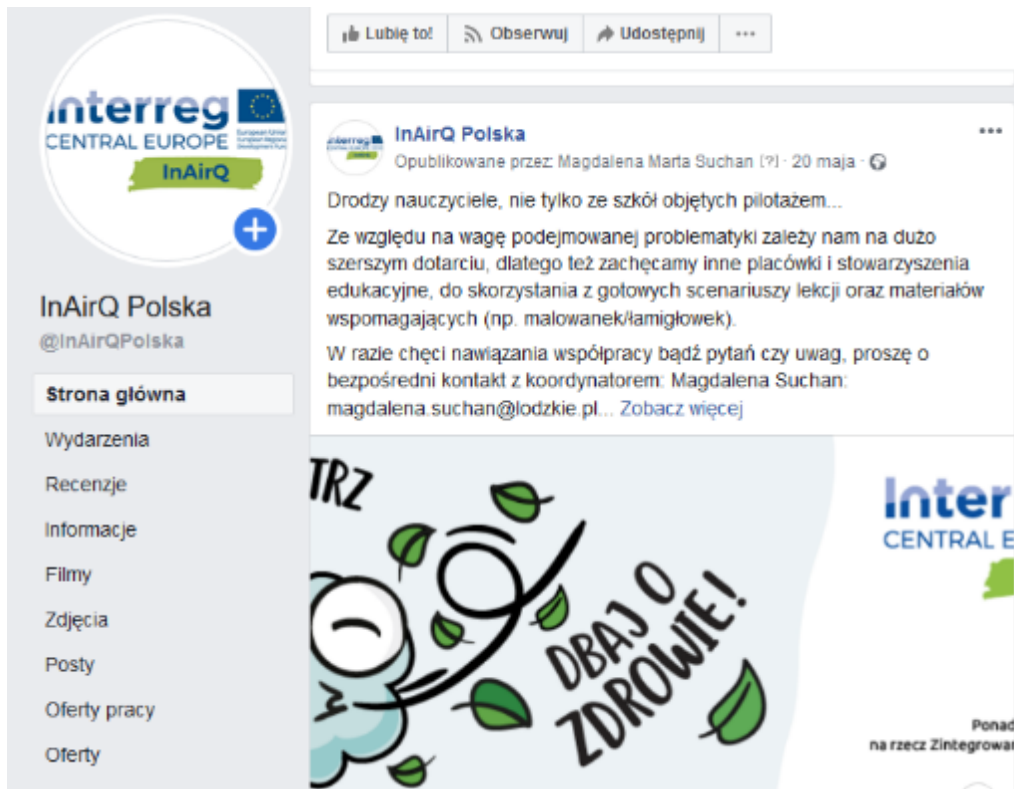 Lubię to!
Obserwuj
Udostępnij
Interreg
CENTRAL EUROPE
InAirQ
InAirQ Polska
@InAirQPolska
Strona główna
Wydarzenia
Recenzje
Informacje
Filmy
Zdjęcia
Posty
Oferty pracy
Oferty
InAirQ Polska
Opublikowane przez: Magdalena Marta Suchan [?] · 20 maja ·
Drodzy nauczyciele, nie tylko ze szkół objętych pilotażem...
Ze względu na wagę podejmowanej problematyki zależy nam na dużo
szerszym dotarciu, dlatego też zachęcamy inne placówki i stowarzyszenia
edukacyjne, do skorzystania z gotowych scenariuszy lekcji oraz materiałów
wspomagających (np. malowanek/łamigłowek).
W razie chęci nawiązania współpracy bądź pytań czy uwag, proszę o
bezpośredni kontakt z koordynatorem: Magdalena Suchan:
magdalena.suchan@lodzkie.pl... Zobacz więcej
TRZ
DBAJ O
ZDROWIE!
Inter
CENTRAL E
Ponad
na rzecz Zintegrowan